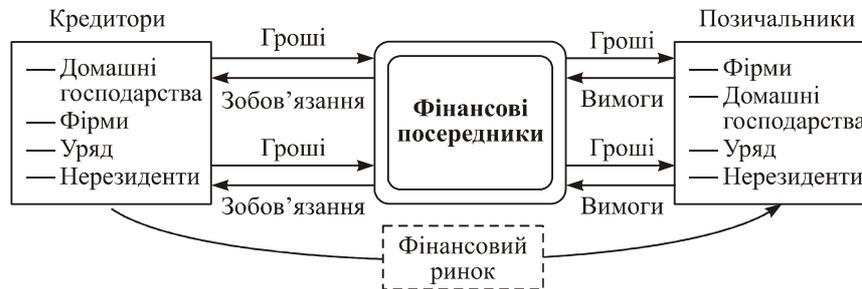 Кредитори
— Домашні
господарства
— Фірми
— Уряд
— Нерезиденти
Гроші
Зобов’язання
Гроші
Зобов’язання
Фінансові
посередники
Гроші
Вимоги
Гроші
Вимоги
Позичальники
— Фірми
— Домашні
господарства
— Уряд
— Нерезиденти
Фінансовий
ринок